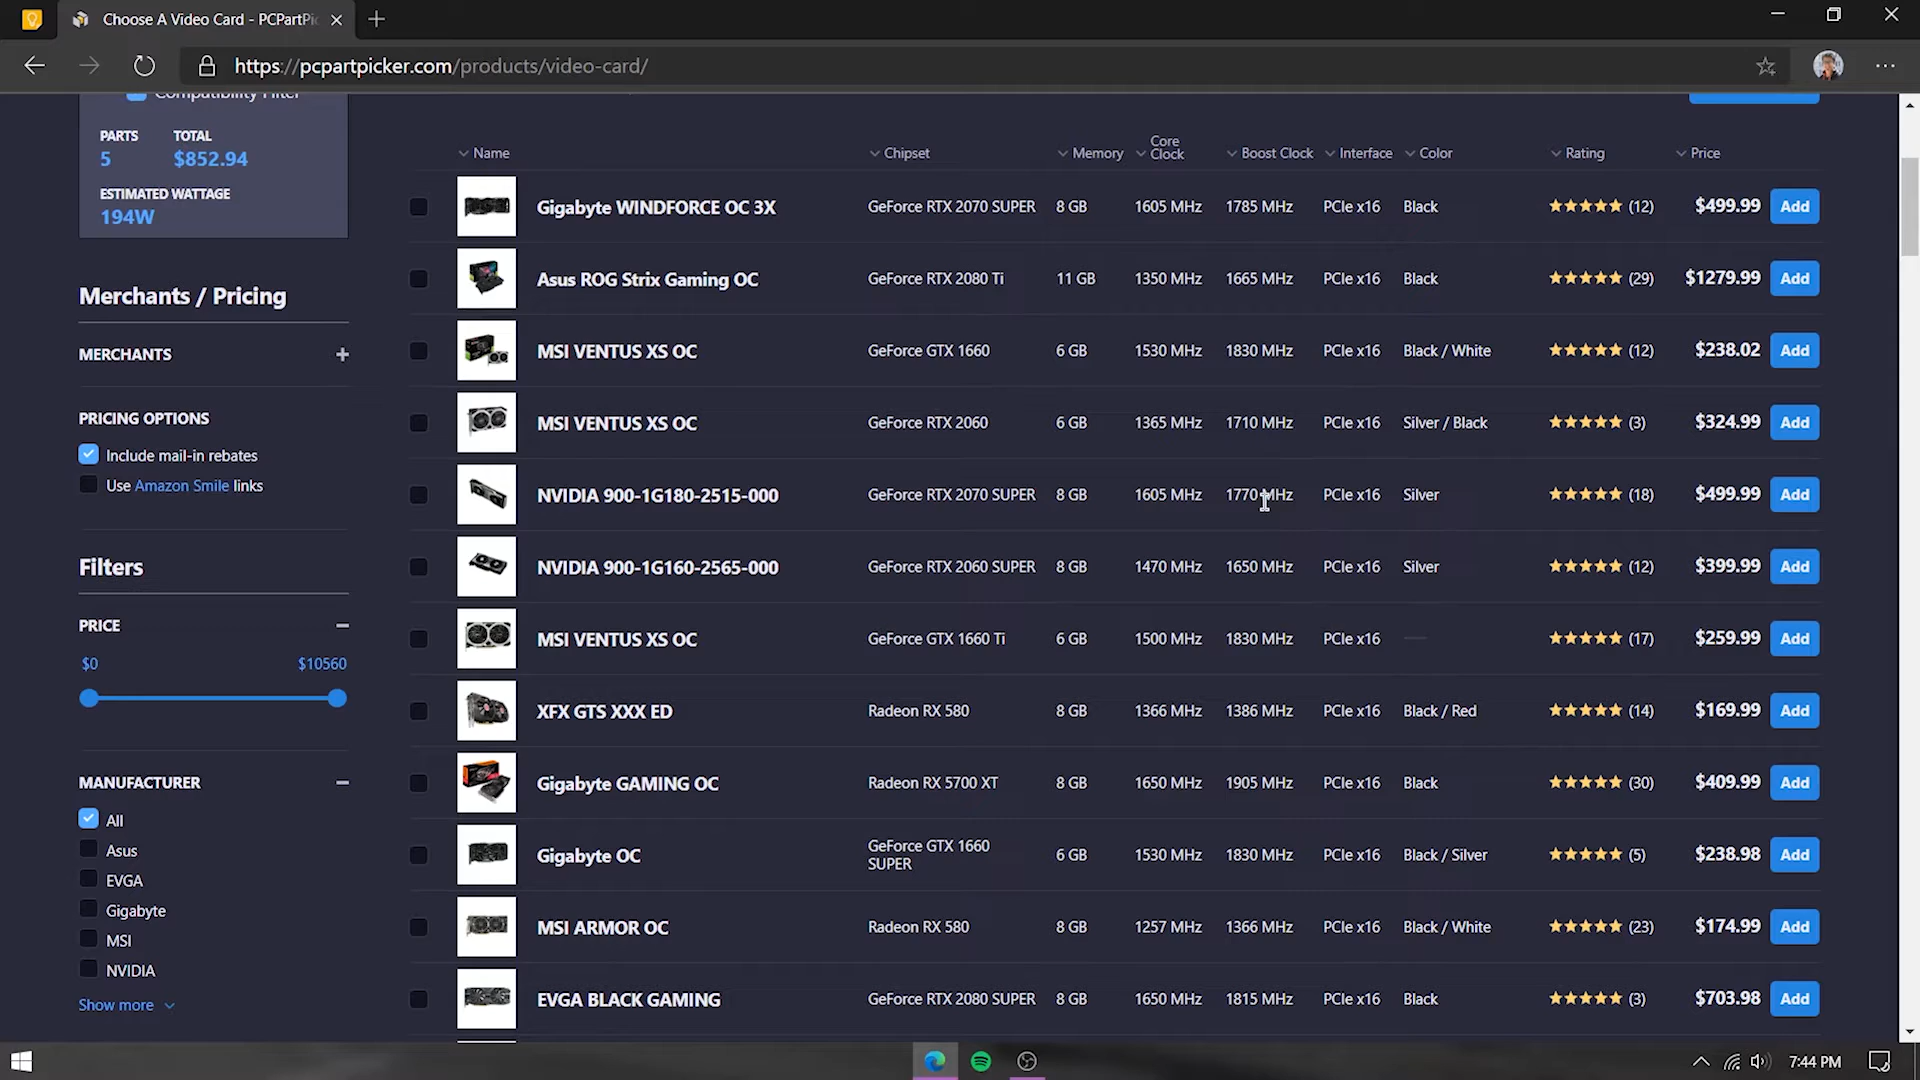 Choose A Video Card - PCPartPi
https://pcpartpicker.com/products/video-card/
Compatibility Filter
PARTS TOTAL
5 $852.94
ESTIMATED WATTAGE
194W
Merchants / Pricing
MERCHANTS
PRICING OPTIONS
Include mail-in rebates
Use Amazon Smile links
Filters
PRICE
$0 $10560
MANUFACTURER
All
Asus
EVGA
Gigabyte
MSI
NVIDIA
Show more
Name Chipset Memory Core Clock Boost Clock Interface Color Rating Price
Gigabyte WINDFORCE OC 3X GeForce RTX 2070 SUPER 8 GB 1605 MHz 1785 MHz PCIe x16 Black (12) $499.99 Add
Asus ROG Strix Gaming OC GeForce RTX 2080 Ti 11 GB 1350 MHz 1665 MHz PCIe x16 Black (29) $1279.99 Add
MSI VENTUS XS OC GeForce GTX 1660 6 GB 1530 MHz 1830 MHz PCIe x16 Black / White (12) $238.02 Add
MSI VENTUS XS OC GeForce RTX 2060 6 GB 1365 MHz 1710 MHz PCIe x16 Silver / Black (3) $324.99 Add
NVIDIA 900-1G180-2515-000 GeForce RTX 2070 SUPER 8 GB 1605 MHz 1770 MHz PCIe x16 Silver (18) $499.99 Add
NVIDIA 900-1G160-2565-000 GeForce RTX 2060 SUPER 8 GB 1470 MHz 1650 MHz PCIe x16 Silver (12) $399.99 Add
MSI VENTUS XS OC GeForce GTX 1660 Ti 6 GB 1500 MHz 1830 MHz PCIe x16 (17) $259.99 Add
XFX GTS XXX ED Radeon RX 580 8 GB 1366 MHz 1386 MHz PCIe x16 Black / Red (14) $169.99 Add
Gigabyte GAMING OC Radeon RX 5700 XT 8 GB 1650 MHz 1905 MHz PCIe x16 Black (30) $409.99 Add
Gigabyte OC GeForce GTX 1660 SUPER 6 GB 1530 MHz 1830 MHz PCIe x16 Black / Silver (5) $238.98 Add
MSI ARMOR OC Radeon RX 580 8 GB 1257 MHz 1366 MHz PCIe x16 Black / White (23) $174.99 Add
EVGA BLACK GAMING GeForce RTX 2080 SUPER 8 GB 1650 MHz 1815 MHz PCIe x16 Black (3) $703.98 Add
7:44 PM